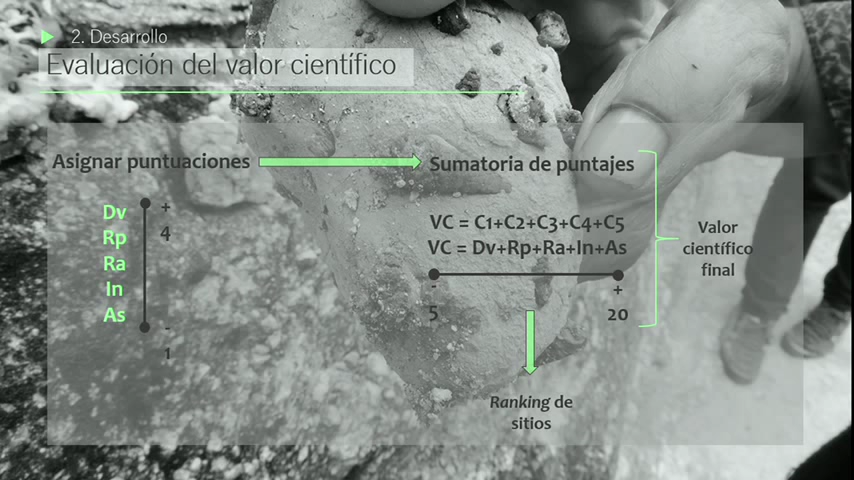 2. Desarrollo
Evaluación del valor científico
Asignar puntuaciones
Sumatoria de puntajes
Dv
Rp
Ra
In
As
+
4
-
1
VC = C1+C2+C3+C4+C5
VC = Dv+Rp+Ra+In+As
-
+
5
20
Valor
científico
final
Ranking de
sitios